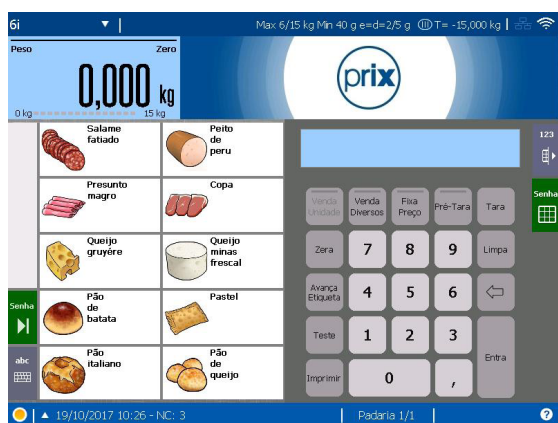 6i
Max 6/15 kg Min 40 g e=d=2/5 g III T= -15,000 kg
Peso Zero
0,000 kg
0 kg 15 kg
prix
Salame fatiado
Peito de peru
Presunto magro
Copa
Queijo gruyére
Queijo minas frescal
Pão de batata
Pastel
Pão italiano
Pão de queijo
Senha
abc
123
Senha
Venda Unidade
Venda Diversos
Fixa Preço
Pré-Tara
Tara
Zera
7
8
9
Limpa
Avança Etiqueta
4
5
6
Teste
1
2
3
Entra
Imprimir
0
,
19/10/2017 10:26 - NC: 3
Padaria 1/1
?